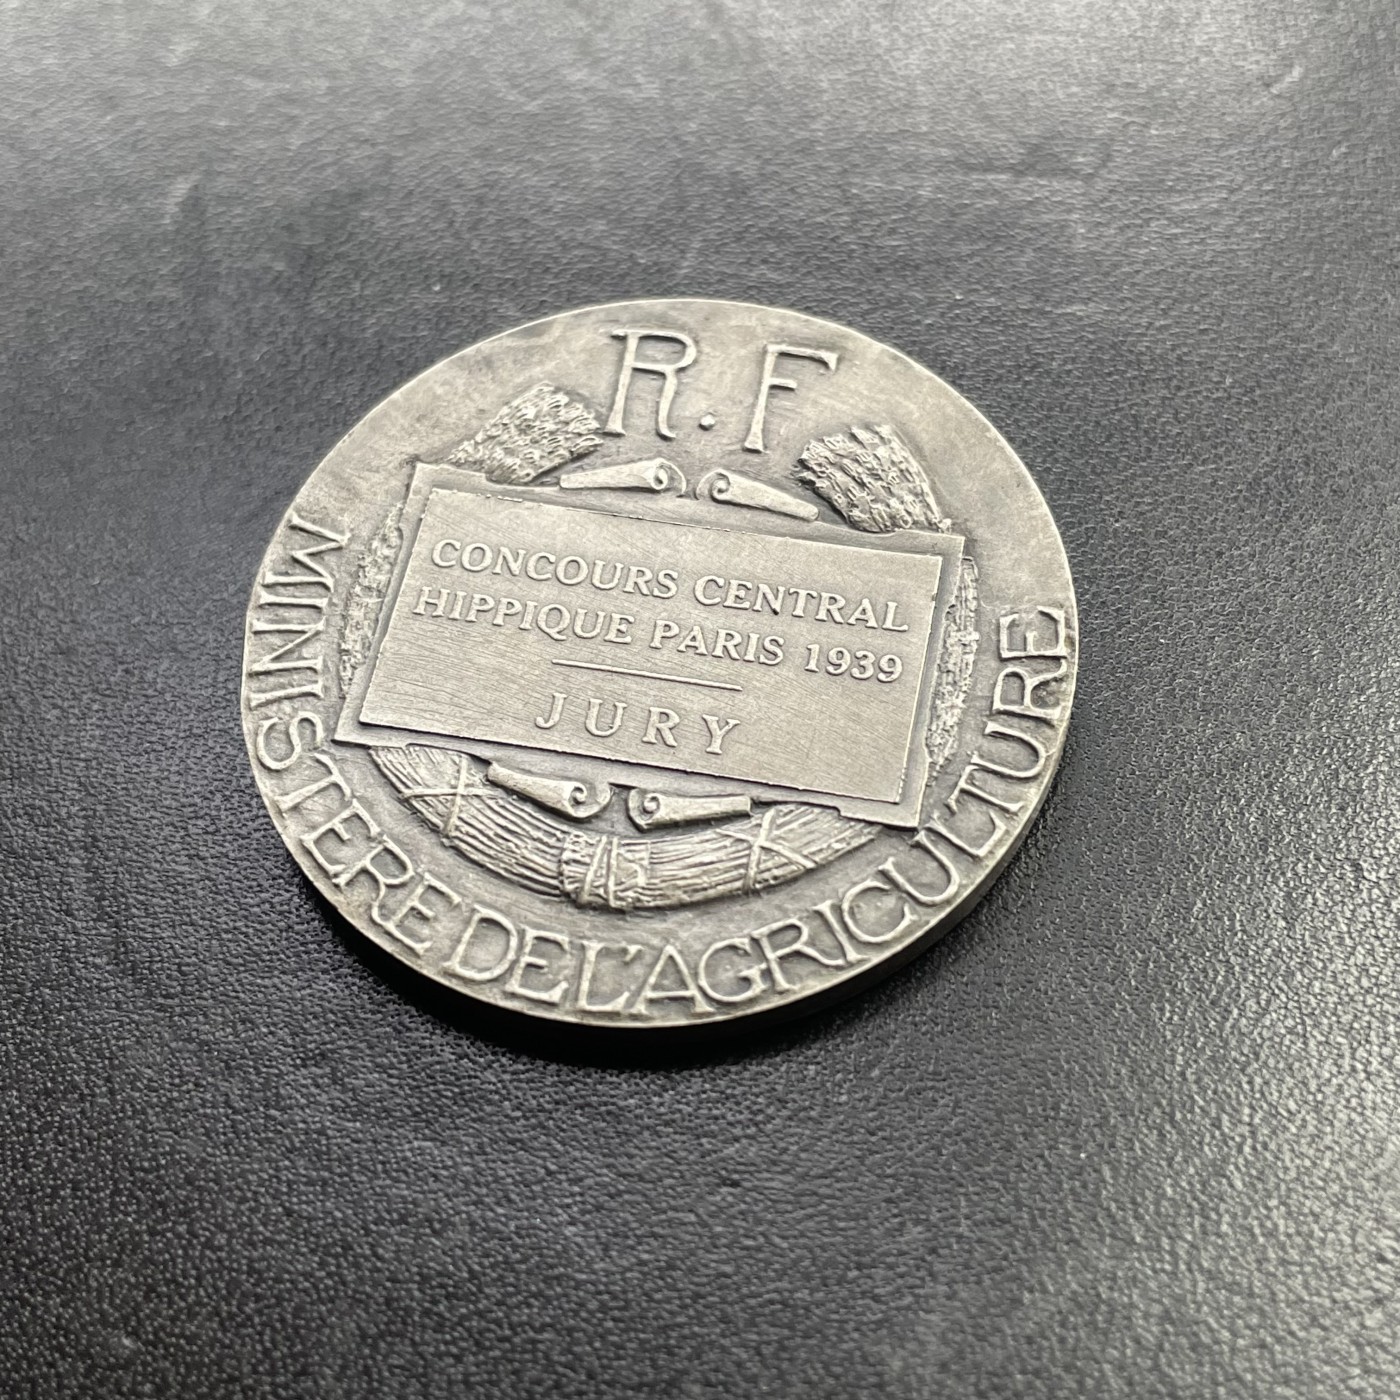 R.F
CONCOURS CENTRAL
HIPPIQUE PARIS 1939
JURY
MINISTERE DE L'AGRICULTURE